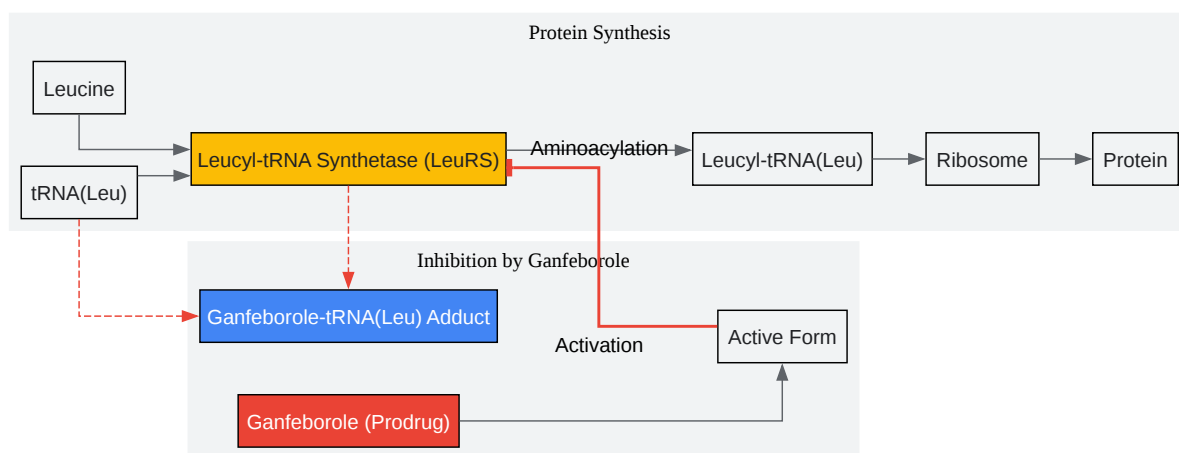 Protein Synthesis
Leucine
Leucyl-tRNA Synthetase (LeuRS)
Aminoacylation
Leucyl-tRNA(Leu)
Ribosome
Protein
tRNA(Leu)
Inhibition by Ganfeborole
Ganfeborole-tRNA(Leu) Adduct
Activation
Active Form
Ganfeborole (Prodrug)